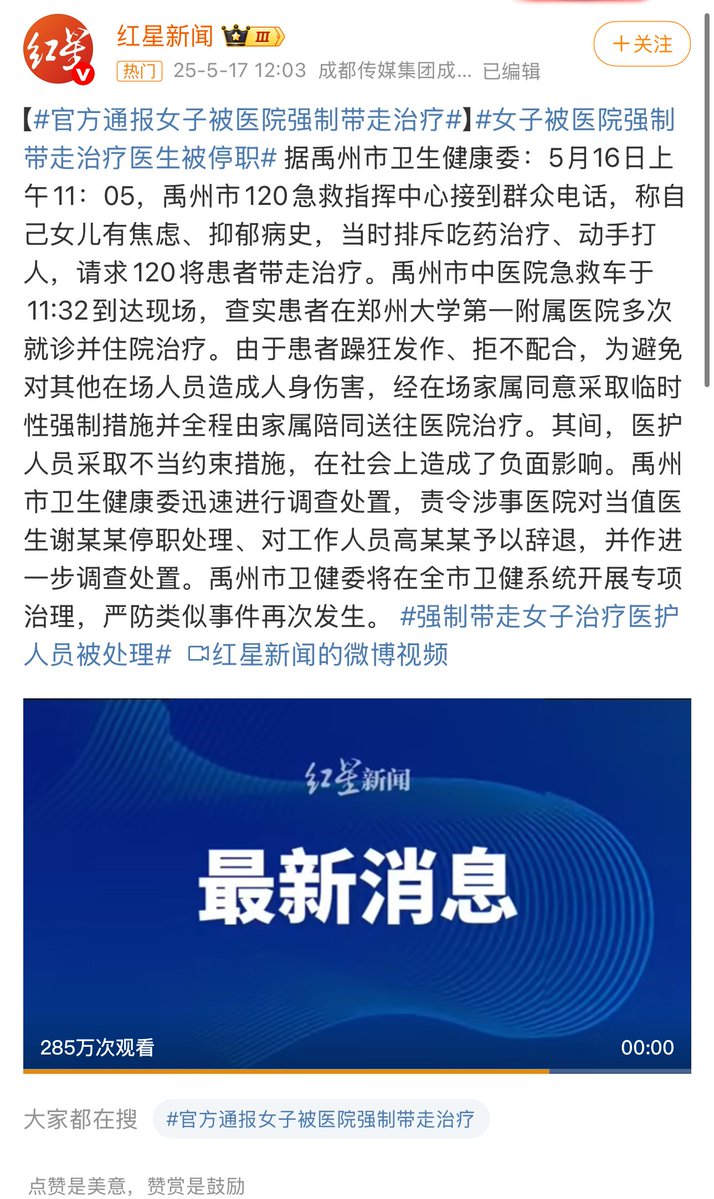 红星
红星新闻 III
热门 25-5-17 12:03 成都传媒集团成... 已编辑
＋关注
【#官方通报女子被医院强制带走治疗#】#女子被医院强制
带走治疗医生被停职# 据禹州市卫生健康委：5月16日上
午11：05，禹州市120急救指挥中心接到群众电话，称自
己女儿有焦虑、抑郁病史，当时排斥吃药治疗、动手打
人，请求120将患者带走治疗。禹州市中医院急救车于
11:32到达现场，查实患者在郑州大学第一附属医院多次
就诊并住院治疗。由于患者躁狂发作、拒不配合，为避免
对其他在场人员造成人身伤害，经在场家属同意采取临时
性强制措施并全程由家属陪同送往医院治疗。其间，医护
人员采取不当约束措施，在社会上造成了负面影响。禹州
市卫生健康委迅速进行调查处置，责令涉事医院对当值医
生谢某某停职处理、对工作人员高某某予以辞退，并作进
一步调查处置。禹州市卫健委将在全市卫健系统开展专项
治理，严防类似事件再次发生。 #强制带走女子治疗医护
人员被处理# 红星新闻的微博视频
红星新闻
最新消息
285万次观看 00:00
大家都在搜 #官方通报女子被医院强制带走治疗
点赞是美意，赞赏是鼓励